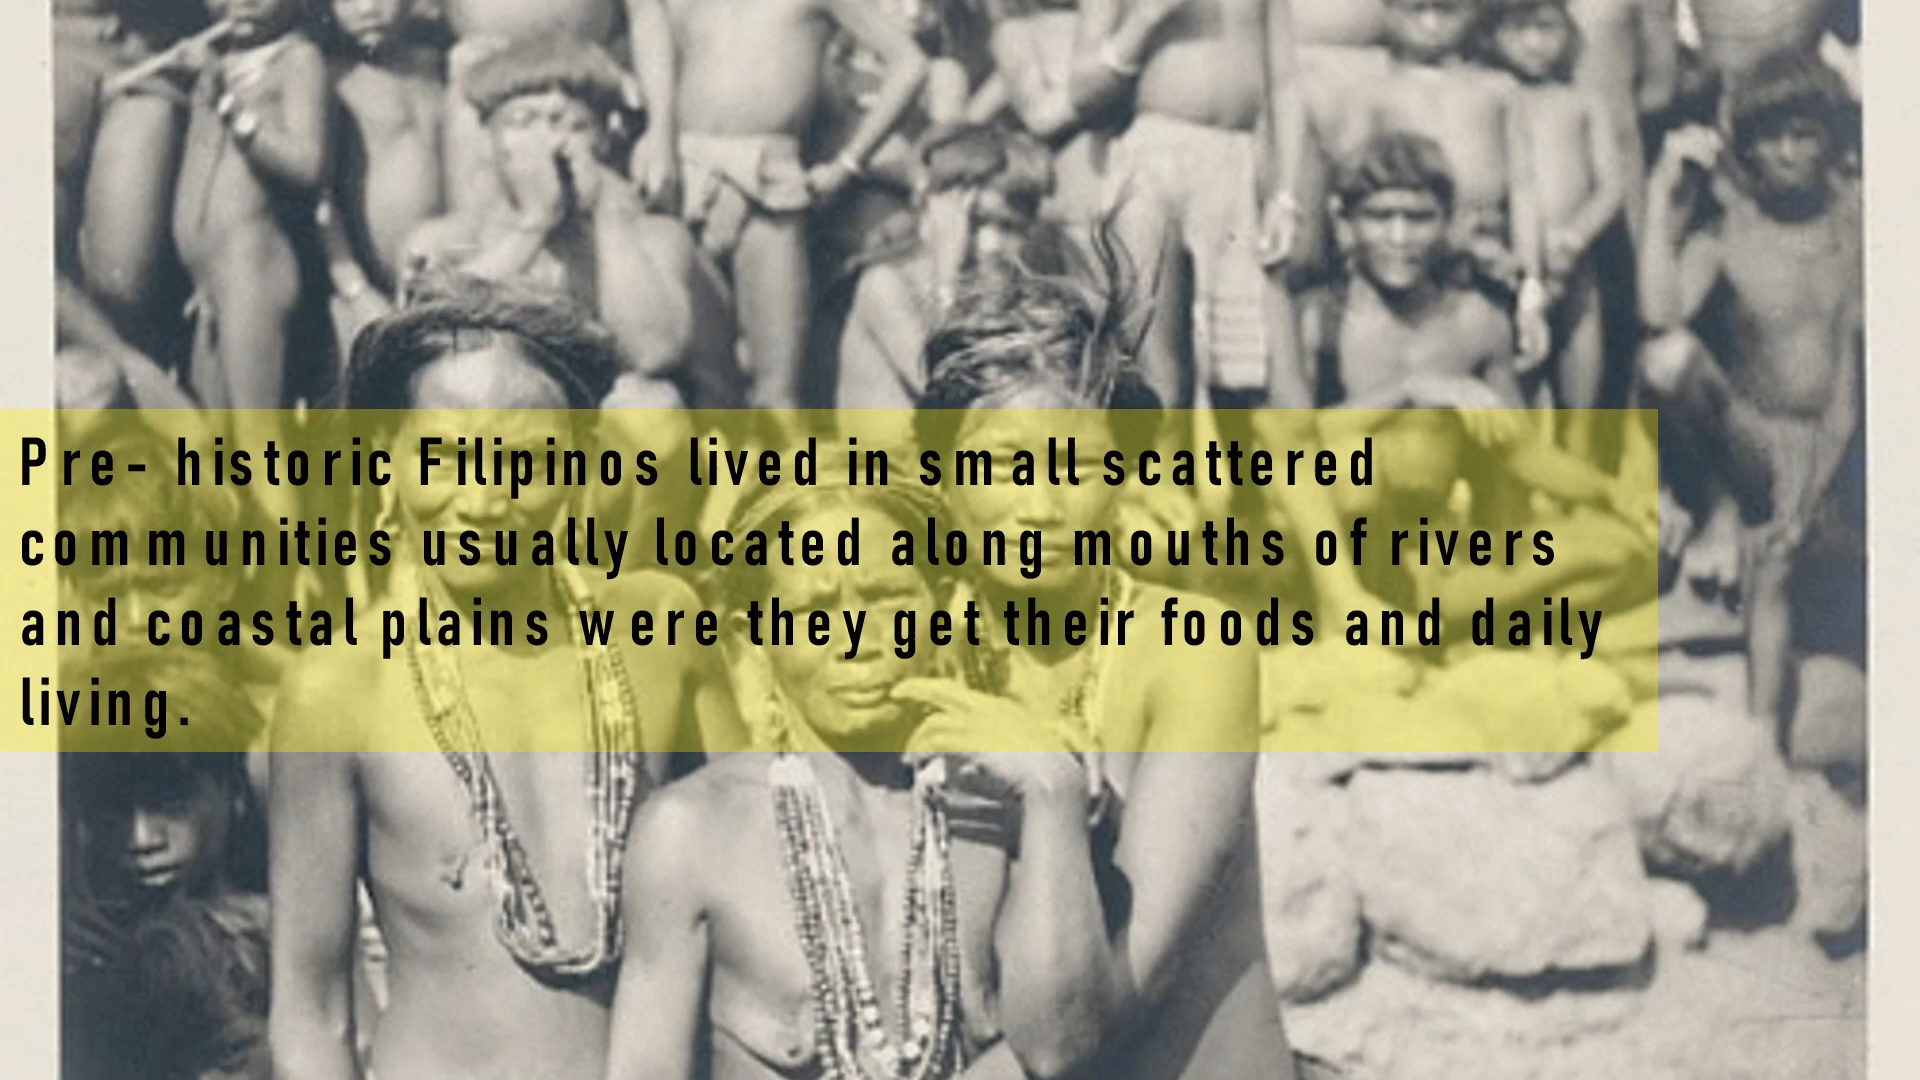 Pre- historic Filipinos lived in small scattered
communities usually located along mouths of rivers
and coastal plains were they get their foods and daily
living.